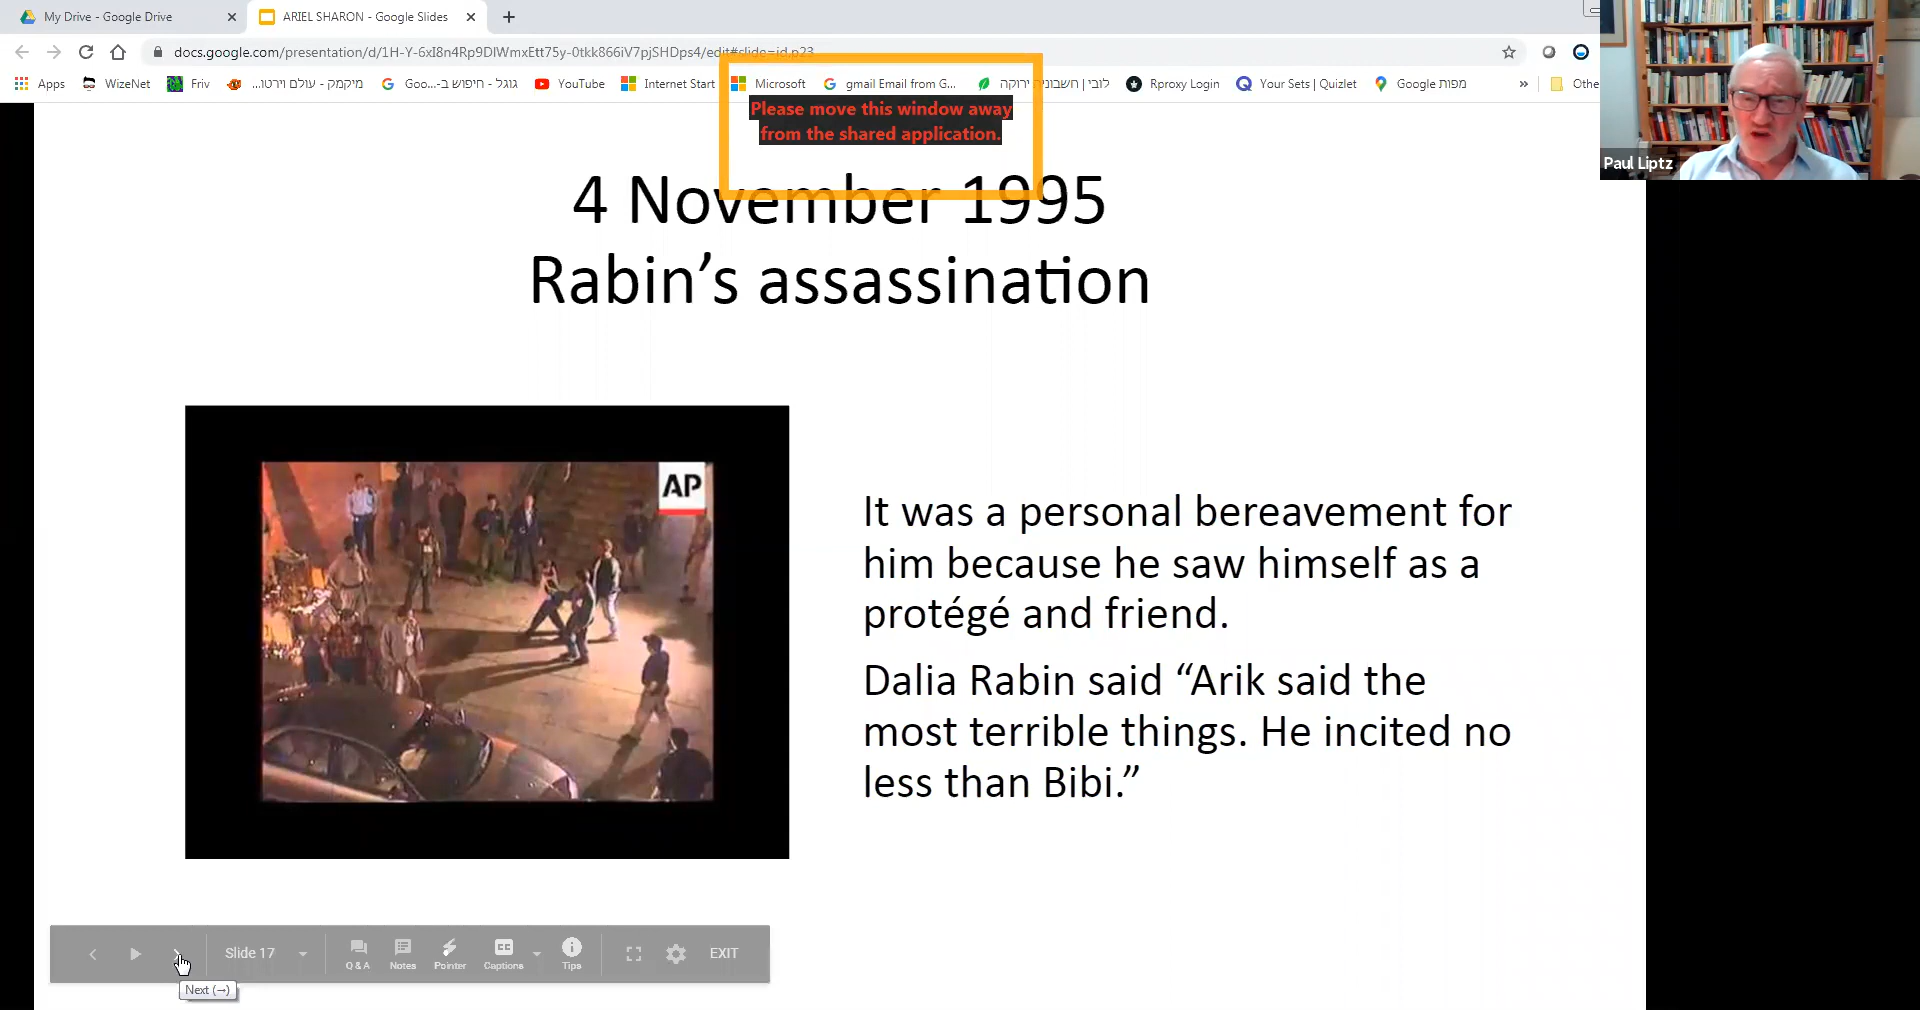 My Drive - Google Drive
ARIEL SHARON - Google Slides
docs.google.com/presentation/d/1H-Y-6xI8n4Rp9DlWmxEtt75y-0tkk866iV7pjSHDps4/edit#slide=id.p23
Apps WizeNet Friv מיקמק - עולם וירטו... גוגל - חיפוש ב-Goo... YouTube Internet Start Microsoft gmail Email from G... לובי | חשבונית ירוקה Rproxy Login Your Sets | Quizlet Google מפות » Othe
Please move this window away
from the shared application.
Paul Liptz
4 November 1995
Rabin’s assassination
AP
It was a personal bereavement for
him because he saw himself as a
protégé and friend.
Dalia Rabin said “Arik said the
most terrible things. He incited no
less than Bibi.”
Slide 17
Q & A Notes Pointer Captions Tips EXIT
Next (→)